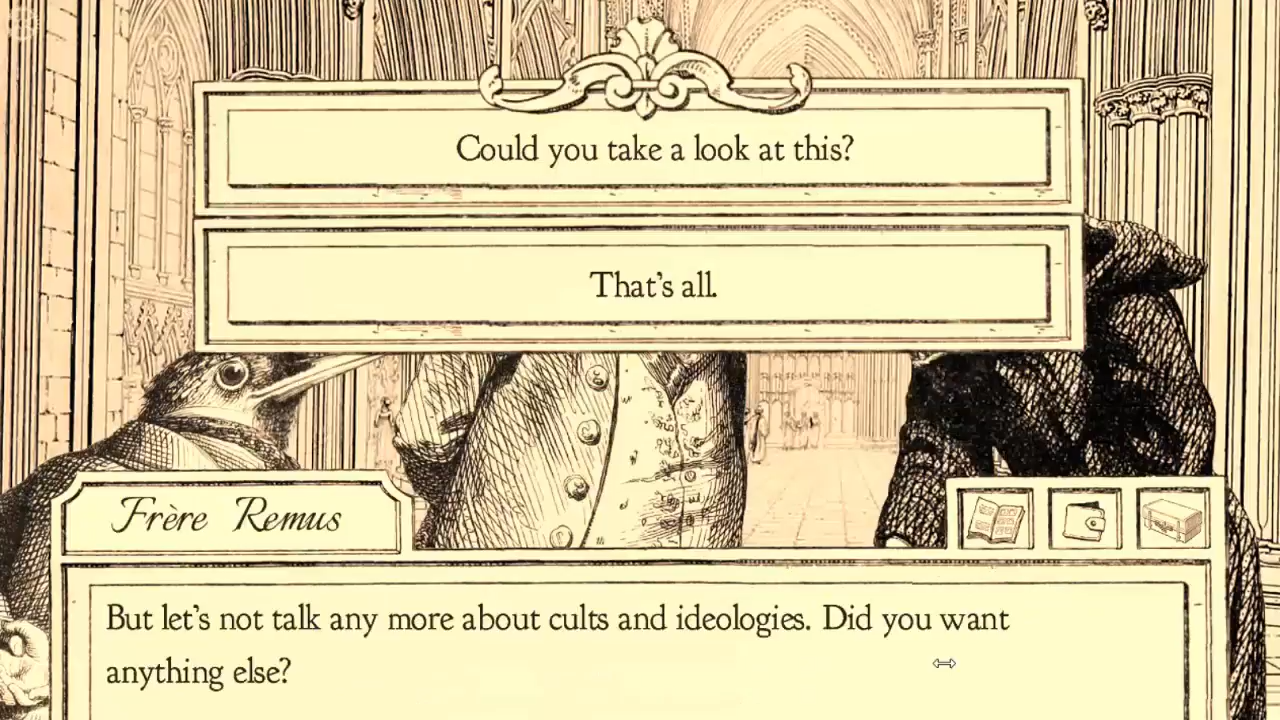 Could you take a look at this?
That's all.
Frère Remus
But let's not talk any more about cults and ideologies. Did you want
anything else?